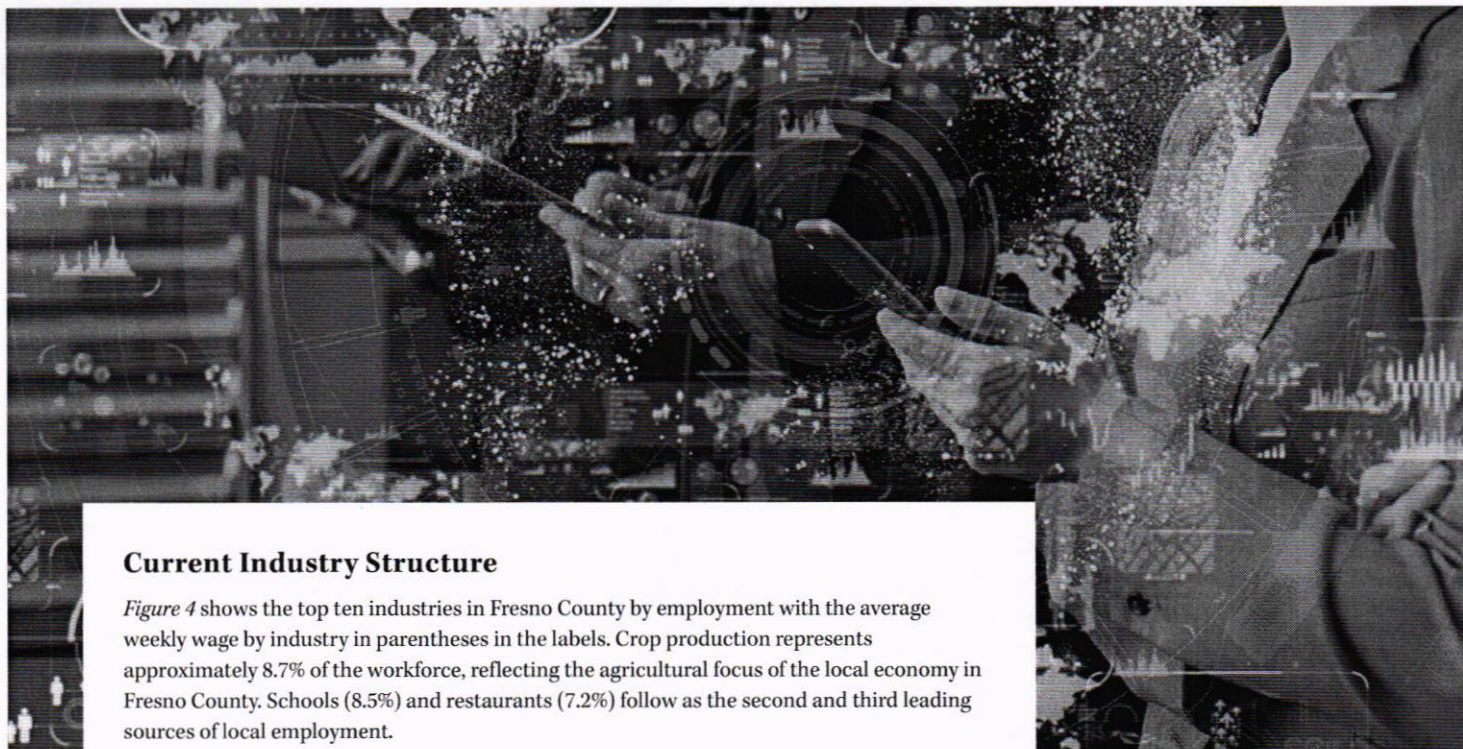 Current Industry Structure
Figure 4 shows the top ten industries in Fresno County by employment with the average
weekly wage by industry in parentheses in the labels. Crop production represents
approximately 8.7% of the workforce, reflecting the agricultural focus of the local economy in
Fresno County. Schools (8.5%) and restaurants (7.2%) follow as the second and third leading
sources of local employment.